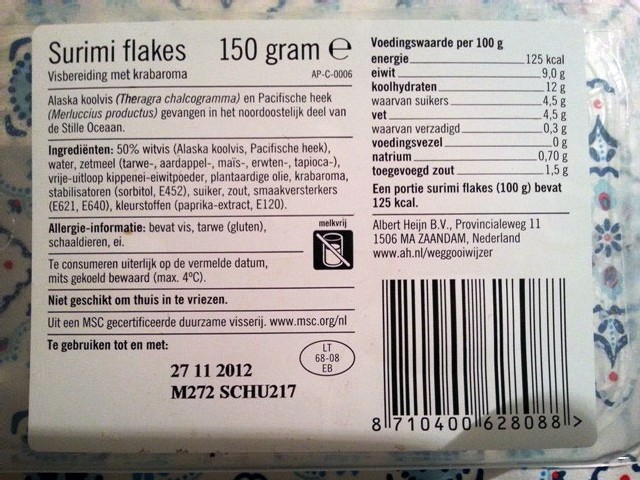 Surimi flakes 150 gram ℮
Visbereiding met krabaroma AP-C-0006
Alaska koolvis (Theragra chalcogramma) en Pacifische heek
(Merluccius productus) gevangen in het noordoostelijk deel van
de Stille Oceaan.
Ingrediënten: 50% witvis (Alaska koolvis, Pacifische heek),
water, zetmeel (tarwe-, aardappel-, maïs-, erwten-, tapioca-),
vrije-uitloop kippenei-eiwitpoeder, plantaardige olie, krabaroma,
stabilisatoren (sorbitol, E452), suiker, zout, smaakversterkers
(E621, E640), kleurstoffen (paprika-extract, E120).
Allergie-informatie: bevat vis, tarwe (gluten),
schaaldieren, ei.
melkvrij
Te consumeren uiterlijk op de vermelde datum,
mits gekoeld bewaard (max. 4ºC).
Niet geschikt om thuis in te vriezen.
Uit een MSC gecertificeerde duurzame visserij. www.msc.org/nl
Te gebruiken tot en met:
27 11 2012
M272 SCHU217
LT
68-08
EB
Voedingswaarde per 100 g
energie 125 kcal
eiwit 9,0 g
koolhydraten 12 g
waarvan suikers 4,5 g
vet 4,5 g
waarvan verzadigd 0,3 g
voedingsvezel 0 g
natrium 0,70 g
toegevoegd zout 1,5 g
Een portie surimi flakes (100 g) bevat
125 kcal.
Albert Heijn B.V., Provincialeweg 11
1506 MA ZAANDAM, Nederland
www.ah.nl/weggooiwijzer
8 710400 628088 >